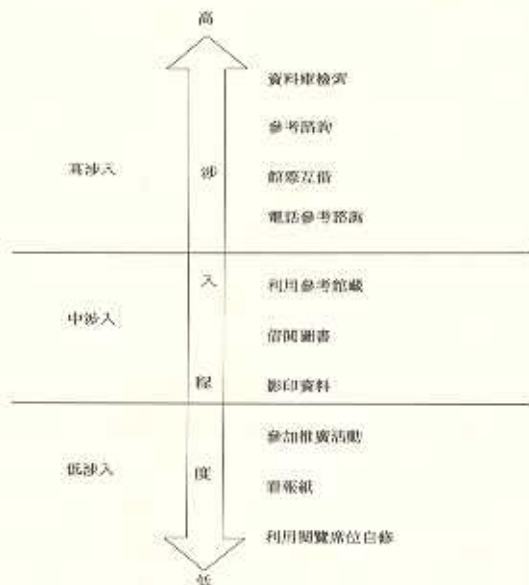 高
資料庫檢索
參考諮詢
高涉入
涉
館際互借
電話參考諮詢
入
利用參考館藏
中涉入
借閱圖書
程
影印資料
參加推廣活動
低涉入
度
看報紙
利用閱覽席位自修
低